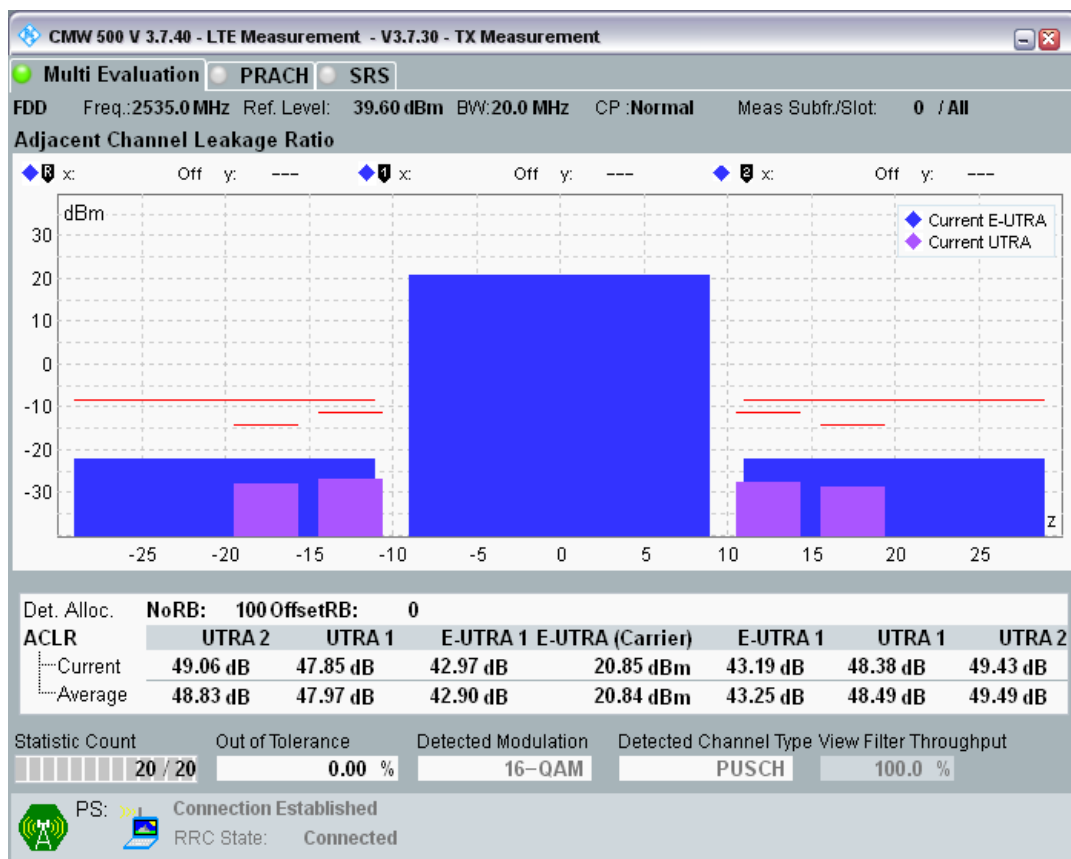 CMW 500 V 3.7.40 - LTE Measurement - V3.7.30 - TX Measurement
Multi Evaluation PRACH SRS
FDD Freq.:2535.0 MHz Ref. Level: 39.60 dBm BW:20.0 MHz CP :Normal Meas Subfr./Slot: 0 / All
Adjacent Channel Leakage Ratio
R x: Off y: --- 1 x: Off y: --- 2 x: Off y: ---
dBm
Current E-UTRA
Current UTRA
30
20
10
0
-10
-20
-30
z
-25 -20 -15 -10 -5 0 5 10 15 20 25
Det. Alloc. NoRB: 100 OffsetRB: 0
ACLR UTRA 2 UTRA 1 E-UTRA 1 E-UTRA (Carrier) E-UTRA 1 UTRA 1 UTRA 2
Current 49.06 dB 47.85 dB 42.97 dB 20.85 dBm 43.19 dB 48.38 dB 49.43 dB
Average 48.83 dB 47.97 dB 42.90 dB 20.84 dBm 43.25 dB 48.49 dB 49.49 dB
Statistic Count Out of Tolerance Detected Modulation Detected Channel Type View Filter Throughput
20 / 20 0.00 % 16-QAM PUSCH 100.0 %
PS: Connection Established
RRC State: Connected